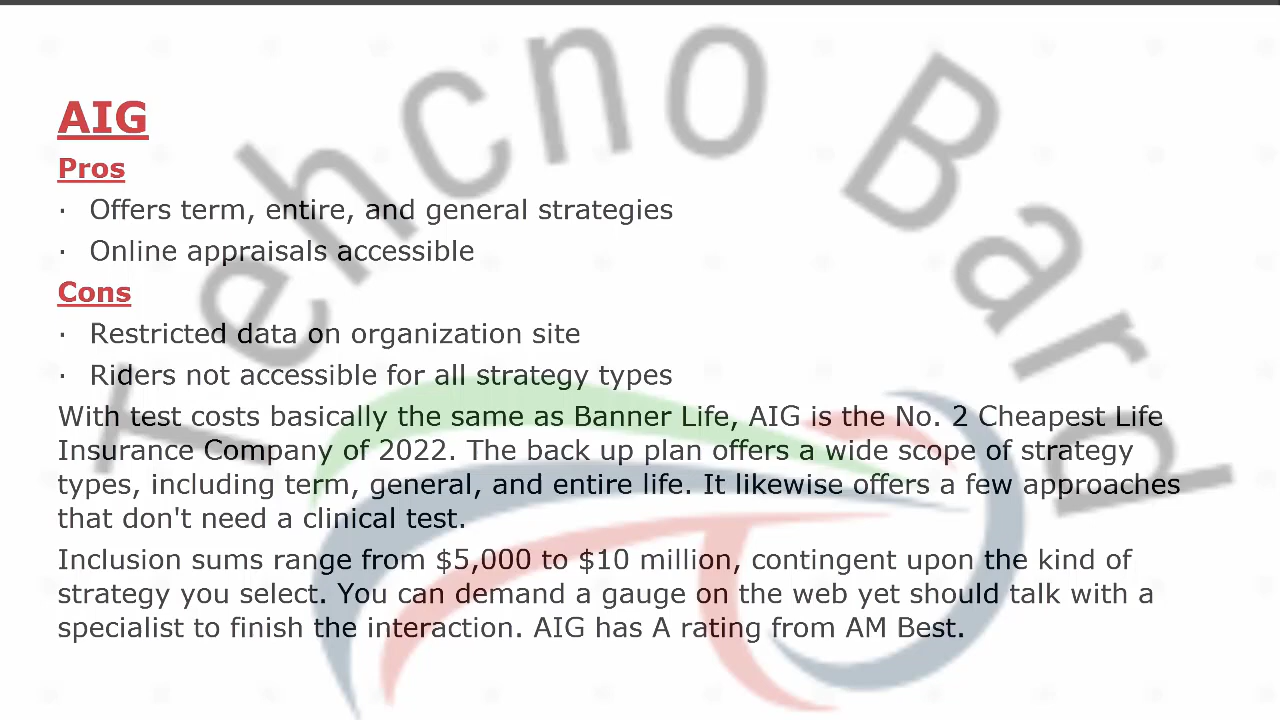 AIG
Pros
· Offers term, entire, and general strategies
· Online appraisals accessible
Cons
· Restricted data on organization site
· Riders not accessible for all strategy types
With test costs basically the same as Banner Life, AIG is the No. 2 Cheapest Life
Insurance Company of 2022. The back up plan offers a wide scope of strategy
types, including term, general, and entire life. It likewise offers a few approaches
that don't need a clinical test.
Inclusion sums range from $5,000 to $10 million, contingent upon the kind of
strategy you select. You can demand a gauge on the web yet should talk with a
specialist to finish the interaction. AIG has A rating from AM Best.
Tehcno Bard